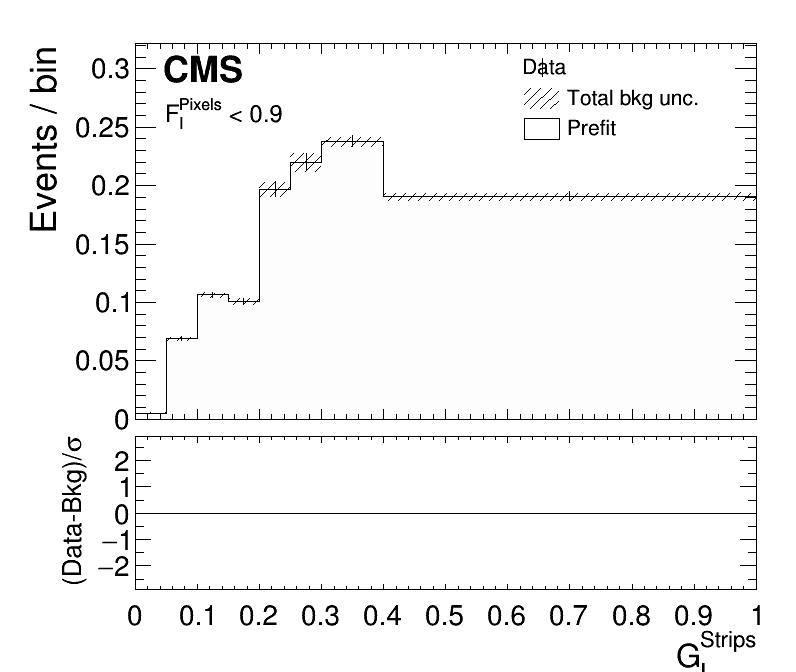 CMS
F_I^Pixels < 0.9
Data
Total bkg unc.
Prefit
Events / bin
0.3
0.25
0.2
0.15
0.1
0.05
0
(Data-Bkg)/σ
2
1
0
−1
−2
0 0.1 0.2 0.3 0.4 0.5 0.6 0.7 0.8 0.9 1
G_I^Strips